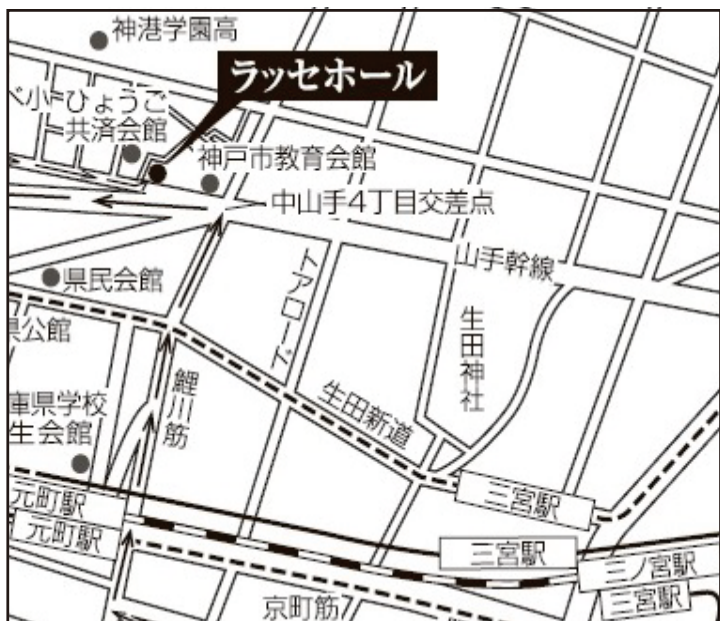 神港学園高
ラッセホール
べ小
ひょうご
共済会館
神戸市教育会館
中山手4丁目交差点
山手幹線
県民会館
トアロード
県公館
生田神社
鯉川筋
生田新道
庫県学校
生会館
三宮駅
元町駅
元町駅
三宮駅
三ノ宮駅
三宮駅
京町筋